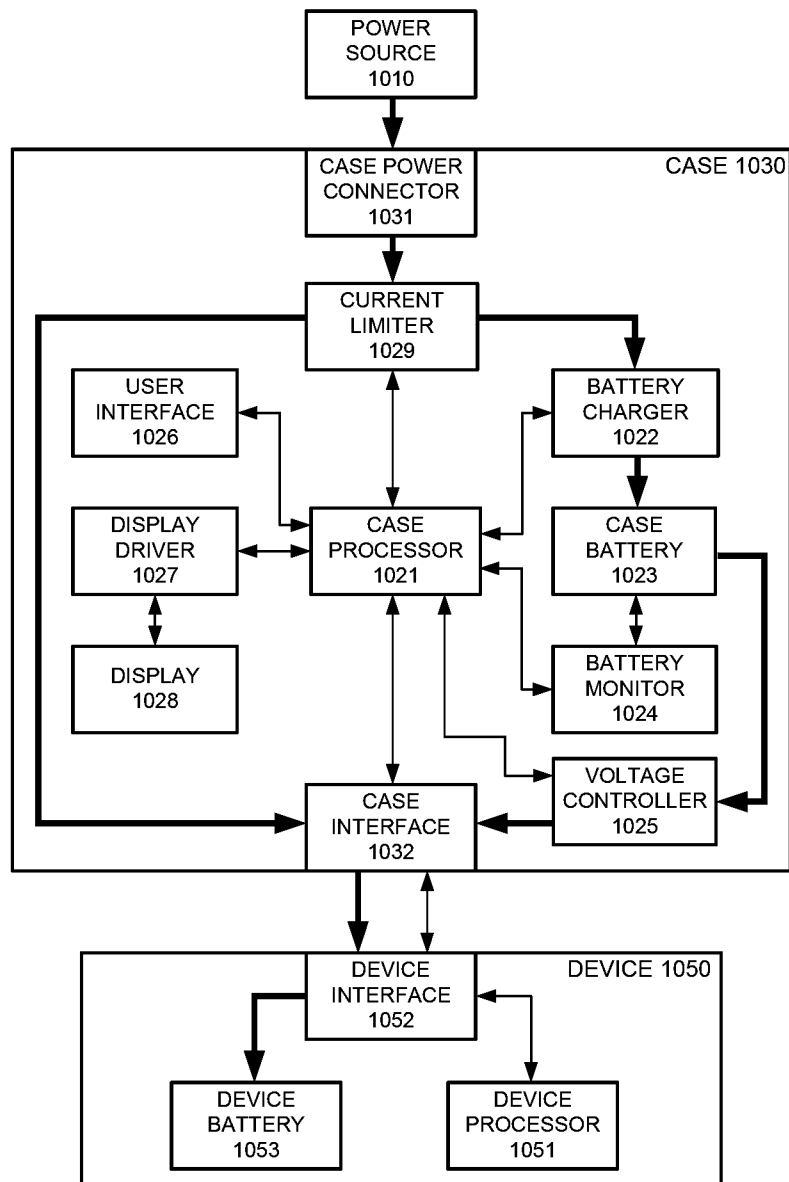 POWER
SOURCE
1010
CASE 1030
CASE POWER
CONNECTOR
1031
CURRENT
LIMITER
1029
USER
INTERFACE
1026
BATTERY
CHARGER
1022
DISPLAY
DRIVER
1027
CASE
PROCESSOR
1021
CASE
BATTERY
1023
DISPLAY
1028
BATTERY
MONITOR
1024
CASE
INTERFACE
1032
VOLTAGE
CONTROLLER
1025
DEVICE 1050
DEVICE
INTERFACE
1052
DEVICE
BATTERY
1053
DEVICE
PROCESSOR
1051